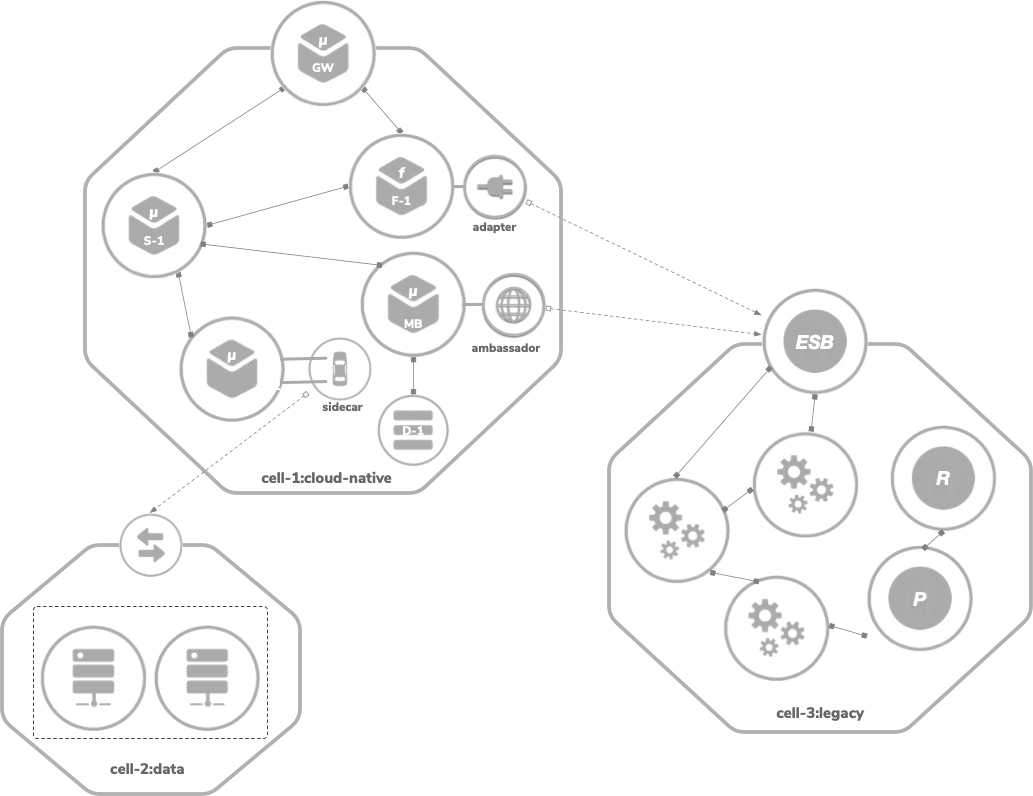 µ
GW
f
F-1
adapter
µ
S-1
µ
MB
ambassador
ESB
µ
sidecar
D-1
cell-1:cloud-native
R
P
cell-3:legacy
cell-2:data